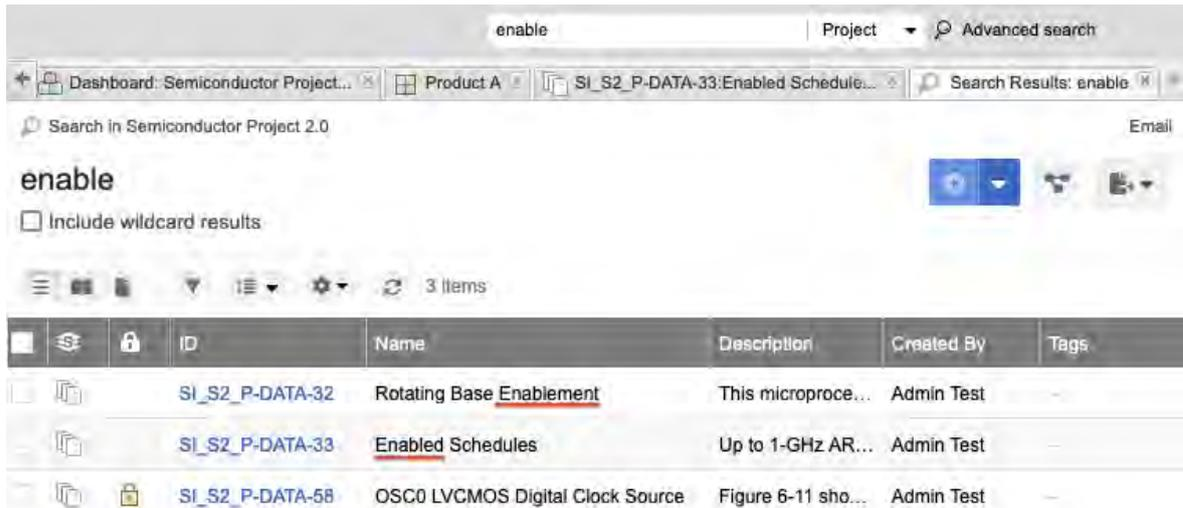 enable Project Advanced search
Dashboard: Semiconductor Project... Product A SI_S2_P-DATA-33:Enabled Schedule... Search Results: enable
Search in Semiconductor Project 2.0 Email
enable
Include wildcard results
3 items
ID Name Description Created By Tags
SI_S2_P-DATA-32 Rotating Base Enablement This microproce... Admin Test
SI_S2_P-DATA-33 Enabled Schedules Up to 1-GHz AR... Admin Test
SI_S2_P-DATA-58 OSC0 LVCMOS Digital Clock Source Figure 6-11 sho... Admin Test